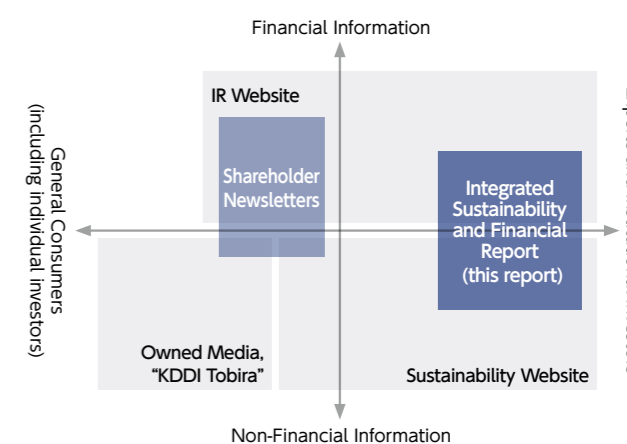 Financial Information
IR Website
General Consumers
(including individual investors)
Shareholder
Newsletters
Integrated
Sustainability
and Financial
Report
(this report)
Owned Media,
“KDDI Tobira”
Sustainability Website
Non-Financial Information